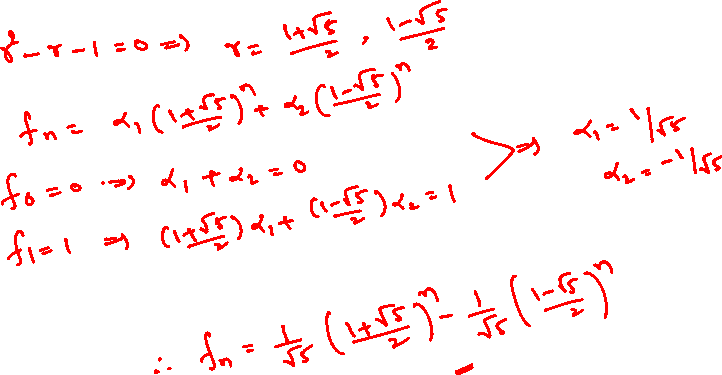 r² - r - 1 = 0 ⇒ r = (1+√5)/2 , (1-√5)/2
fn = α₁((1+√5)/2)ⁿ + α₂((1-√5)/2)ⁿ
f₀ = 0 ⇒ α₁ + α₂ = 0
f₁ = 1 ⇒ ((1+√5)/2)α₁ + ((1-√5)/2)α₂ = 1
⇒ α₁ = 1/√5
α₂ = -1/√5
∴ fn = 1/√5 ((1+√5)/2)ⁿ - 1/√5 ((1-√5)/2)ⁿ